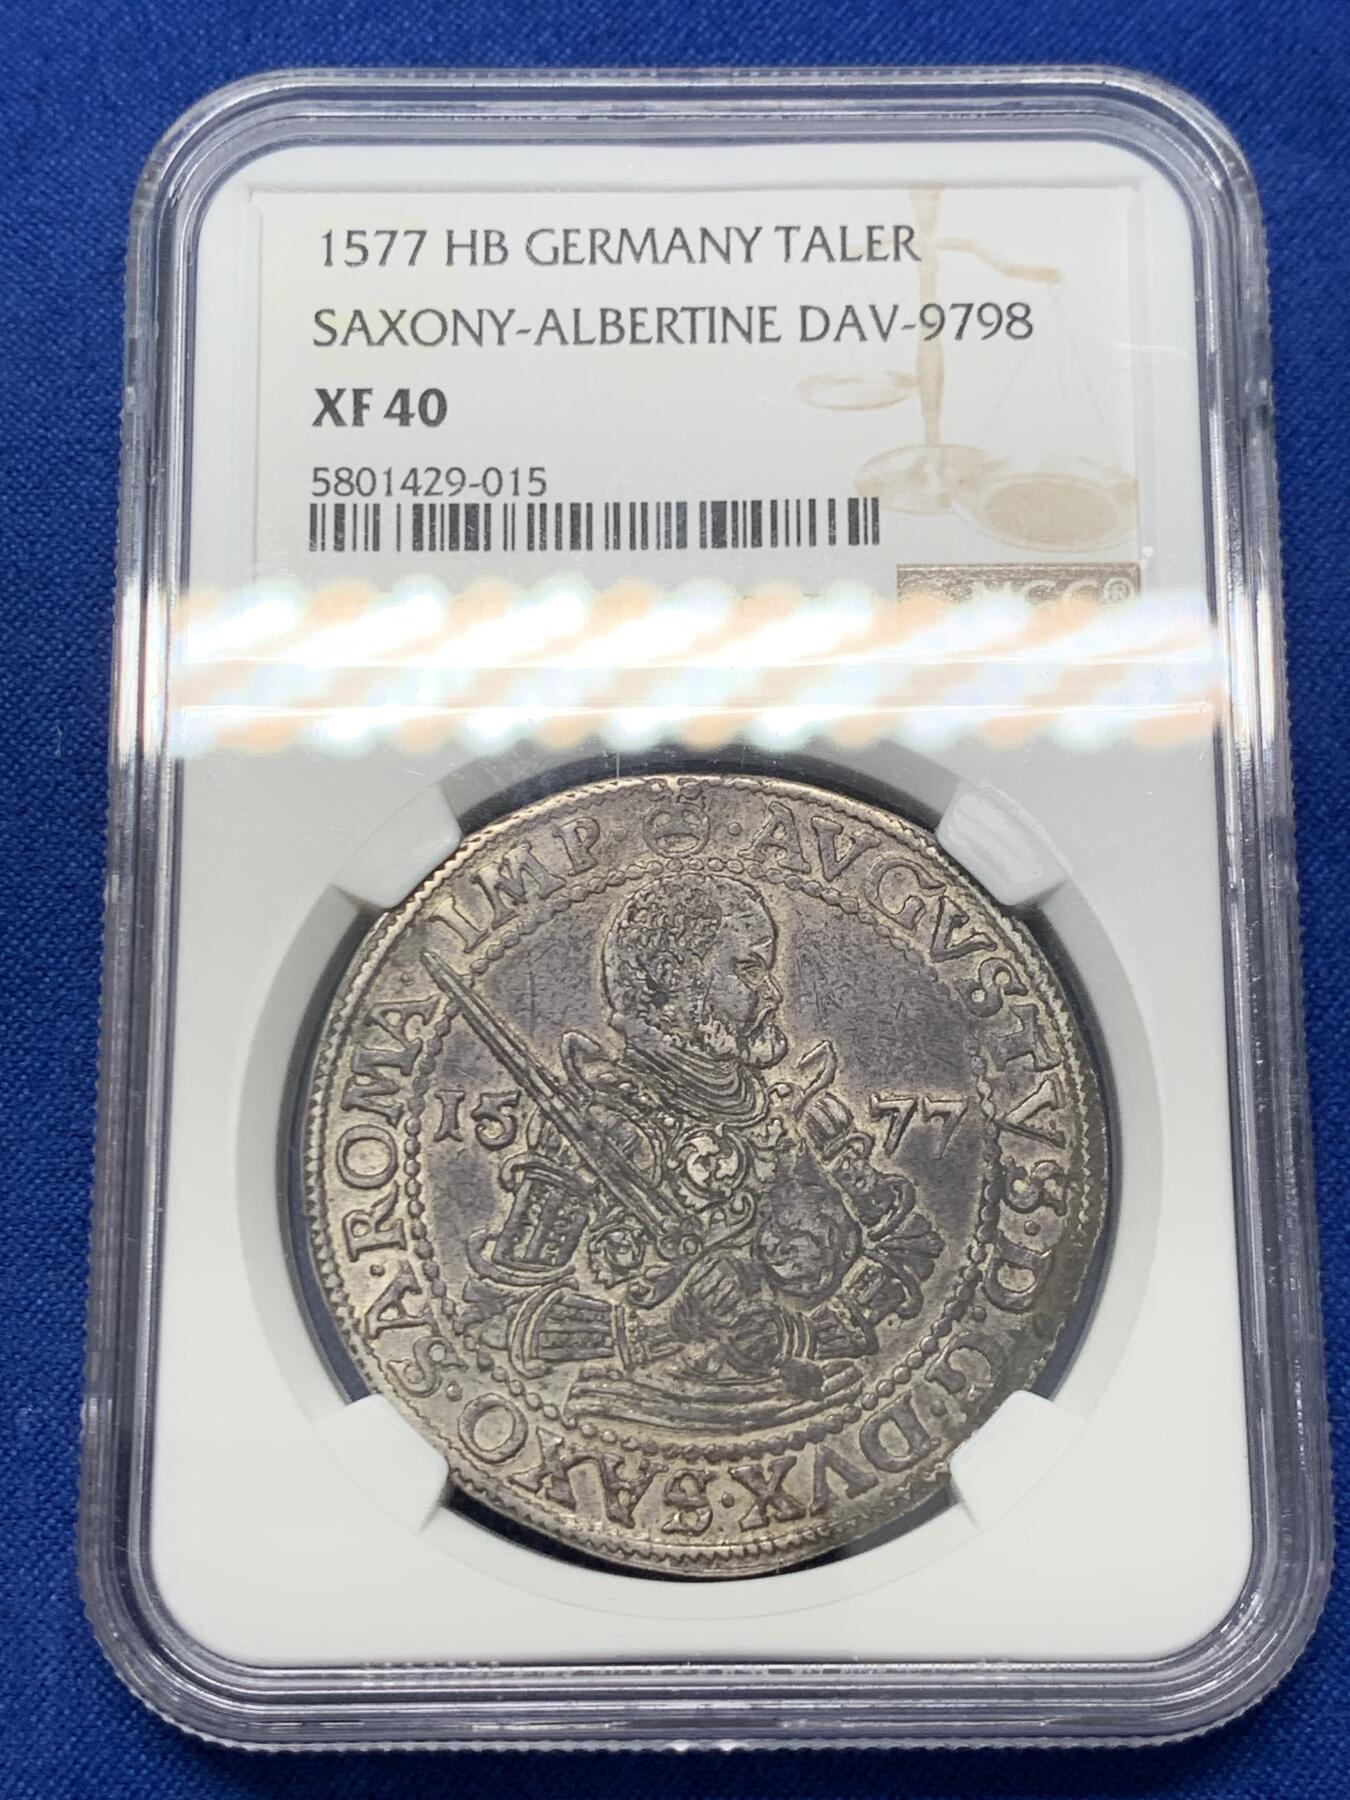 1577 HB GERMANY TALER
SAXONY-ALBERTINE DAV-9798
XF 40
5801429-015
NGC®
AVGVSTVS·D·G·DVX·SAXO·SA·ROMA·IMP·
15 77